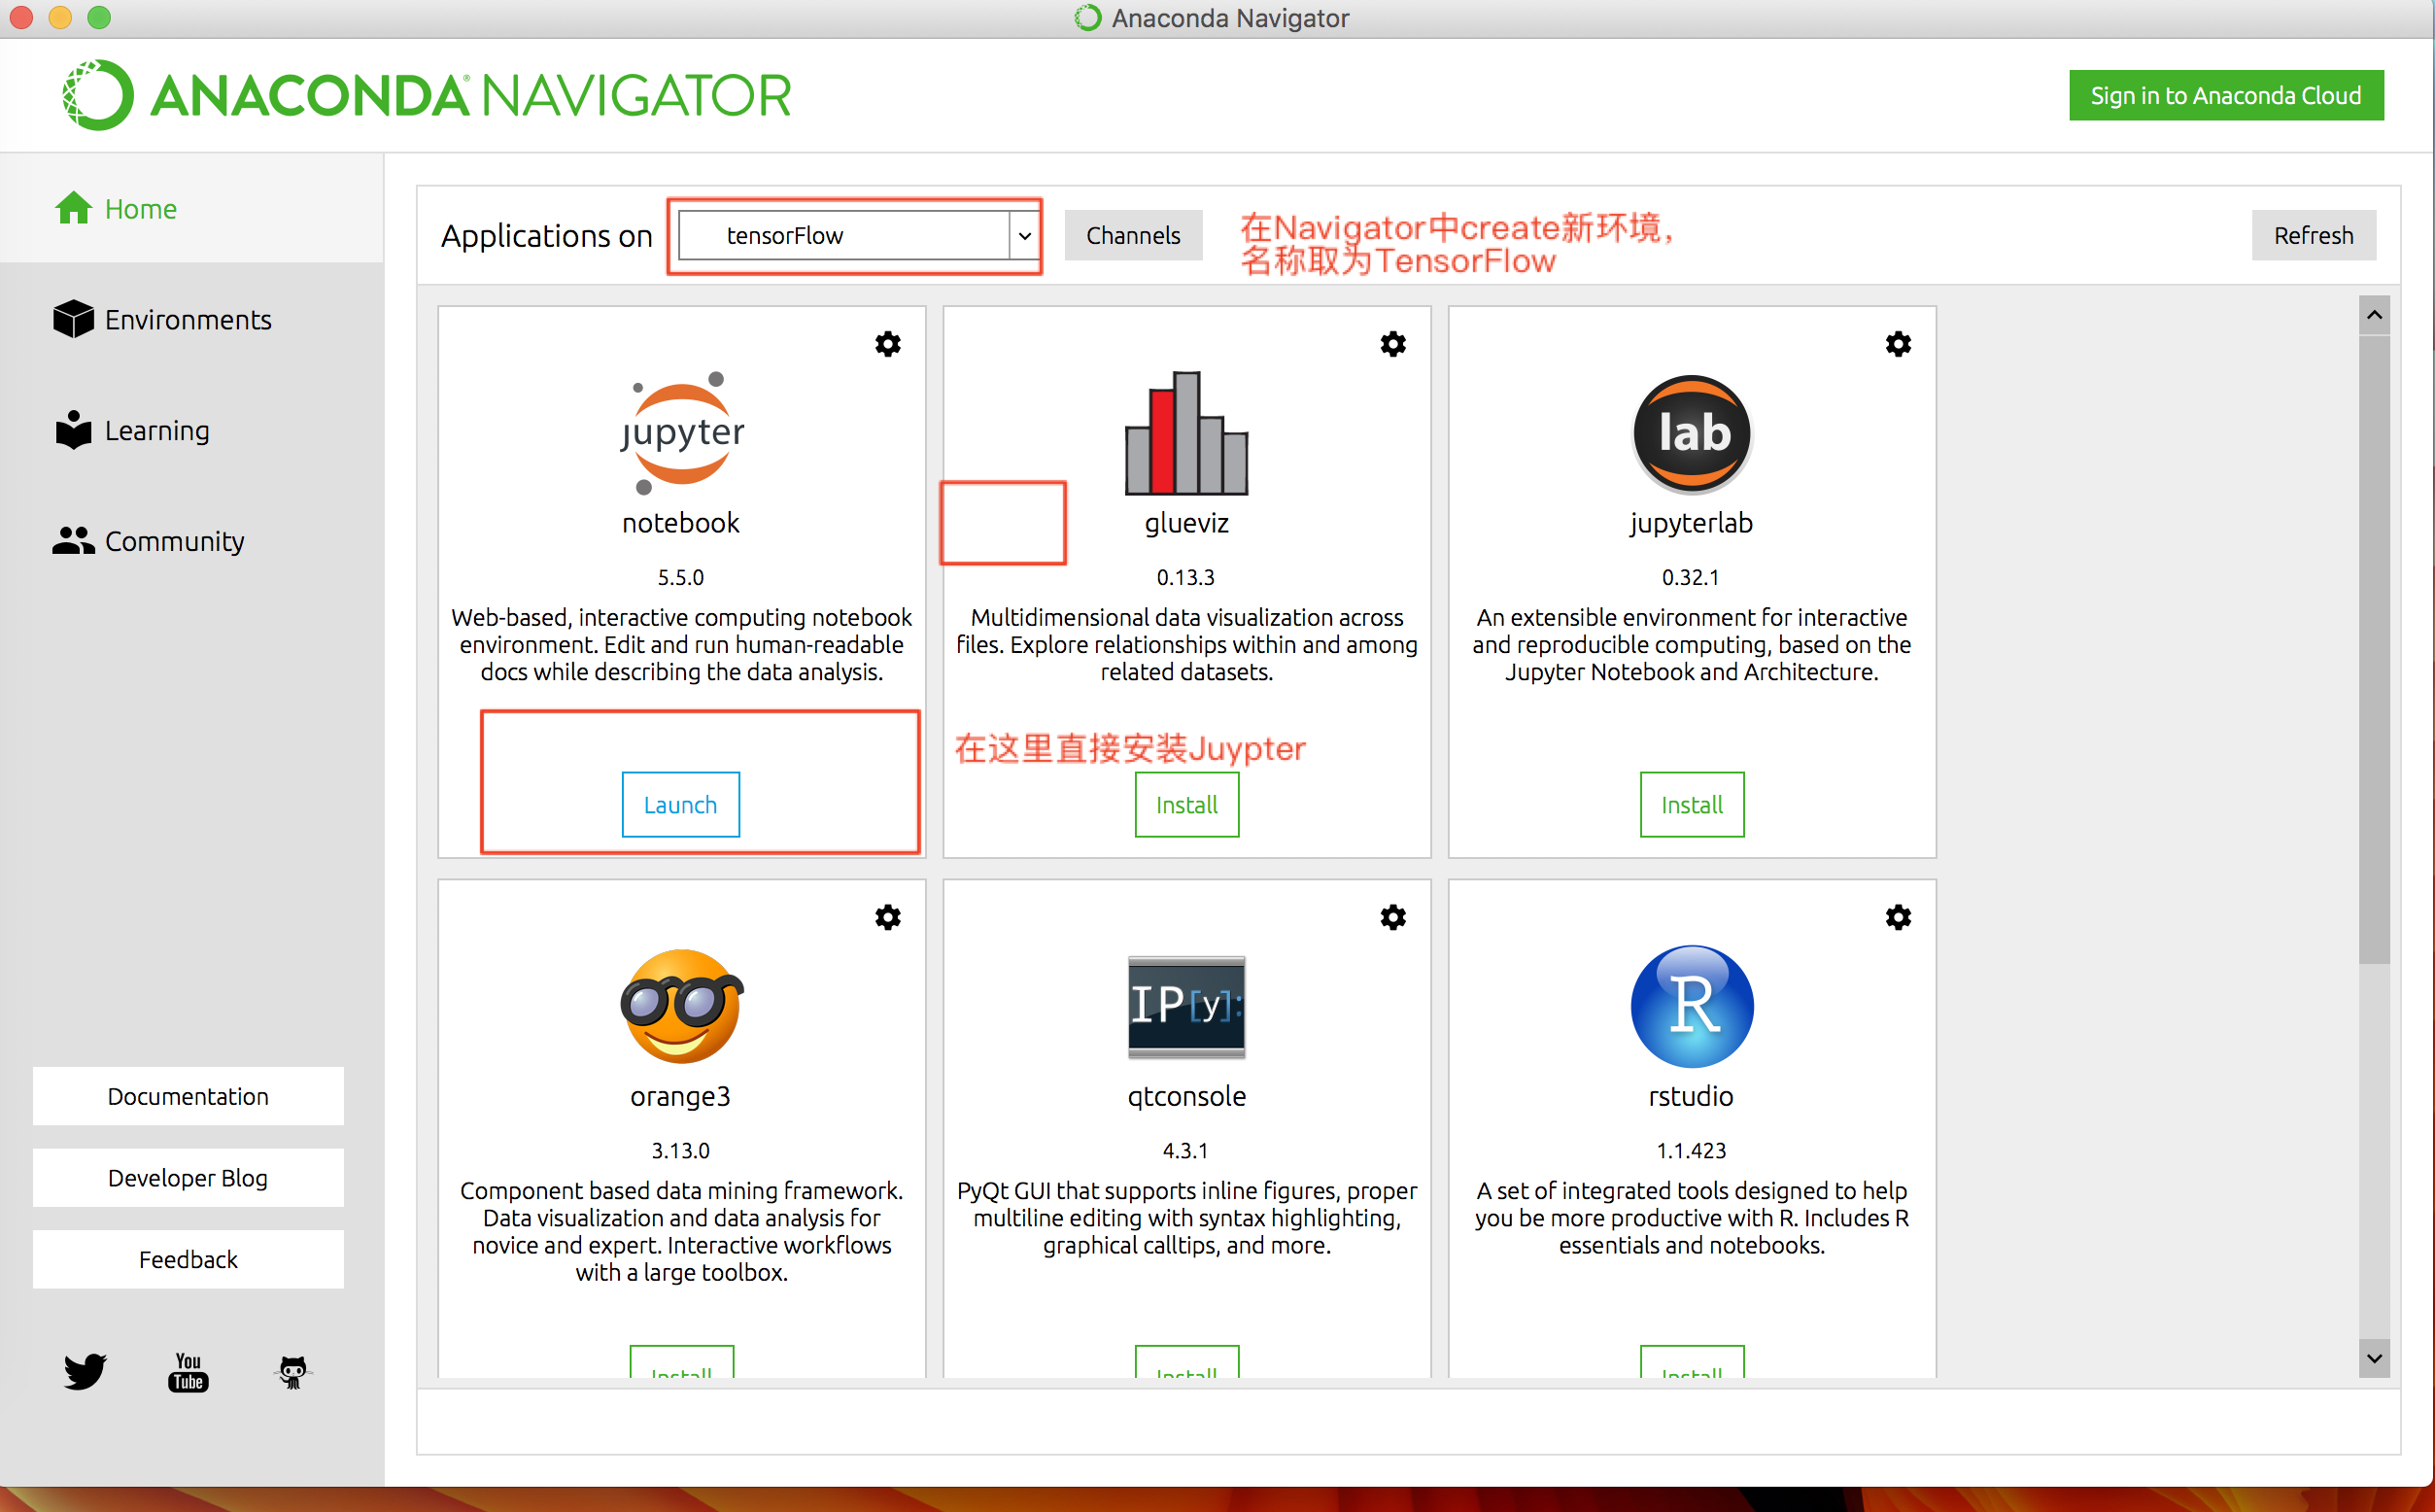 Anaconda Navigator
ANACONDA® NAVIGATOR
Sign in to Anaconda Cloud
Home
Environments
Learning
Community
Documentation
Developer Blog
Feedback
You
Tube
Applications on
tensorFlow
Channels
在Navigator中create新环境，
名称取为TensorFlow
Refresh
jupyter
notebook
5.5.0
Web-based, interactive computing notebook
environment. Edit and run human-readable
docs while describing the data analysis.
Launch
glueviz
0.13.3
Multidimensional data visualization across
files. Explore relationships within and among
related datasets.
在这里直接安装Juypter
Install
lab
jupyterlab
0.32.1
An extensible environment for interactive
and reproducible computing, based on the
Jupyter Notebook and Architecture.
Install
orange3
3.13.0
Component based data mining framework.
Data visualization and data analysis for
novice and expert. Interactive workflows
with a large toolbox.
Install
IP[y]:
qtconsole
4.3.1
PyQt GUI that supports inline figures, proper
multiline editing with syntax highlighting,
graphical calltips, and more.
Install
R
rstudio
1.1.423
A set of integrated tools designed to help
you be more productive with R. Includes R
essentials and notebooks.
Install